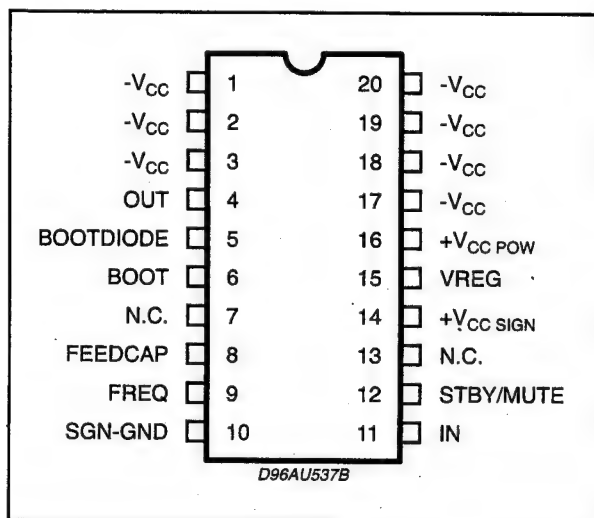 -VCC 1 20 -VCC
-VCC 2 19 -VCC
-VCC 3 18 -VCC
OUT 4 17 -VCC
BOOTDIODE 5 16 +VCC POW
BOOT 6 15 VREG
N.C. 7 14 +VCC SIGN
FEEDCAP 8 13 N.C.
FREQ 9 12 STBY/MUTE
SGN-GND 10 11 IN
D96AU537B